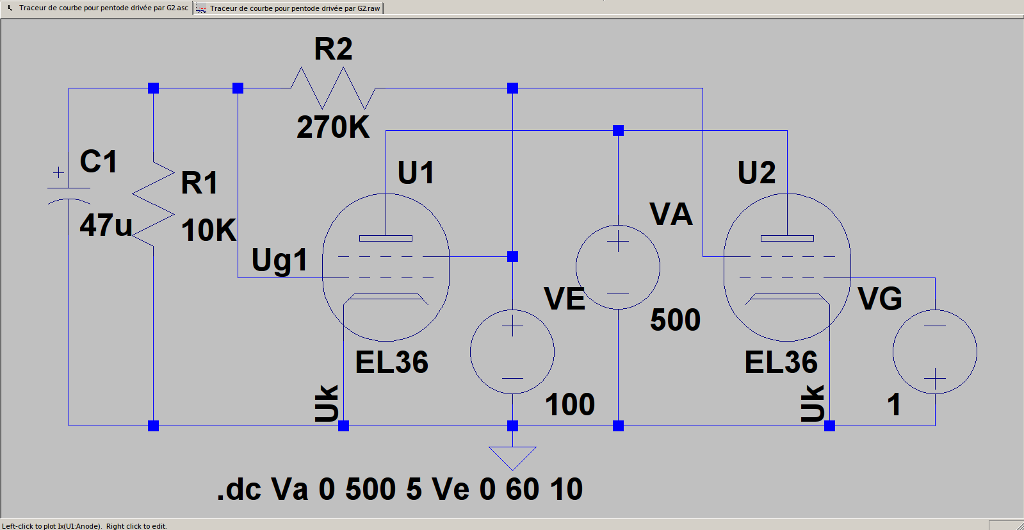 Traceur de courbe pour pentode drivée par G2.asc
Traceur de courbe pour pentode drivée par G2.raw
R2
270K
C1
47u
R1
10K
Ug1
U1
EL36
Uk
VE
100
VA
500
U2
EL36
Uk
VG
1
.dc Va 0 500 5 Ve 0 60 10
Left-click to plot Ix(U1:Anode). Right click to edit.